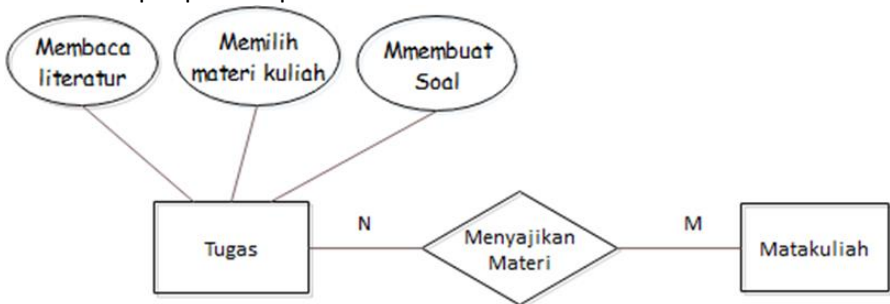 Membaca
literatur
Memilih
materi kuliah
Mmembuat
Soal
Tugas
N
Menyajikan
Materi
M
Matakuliah